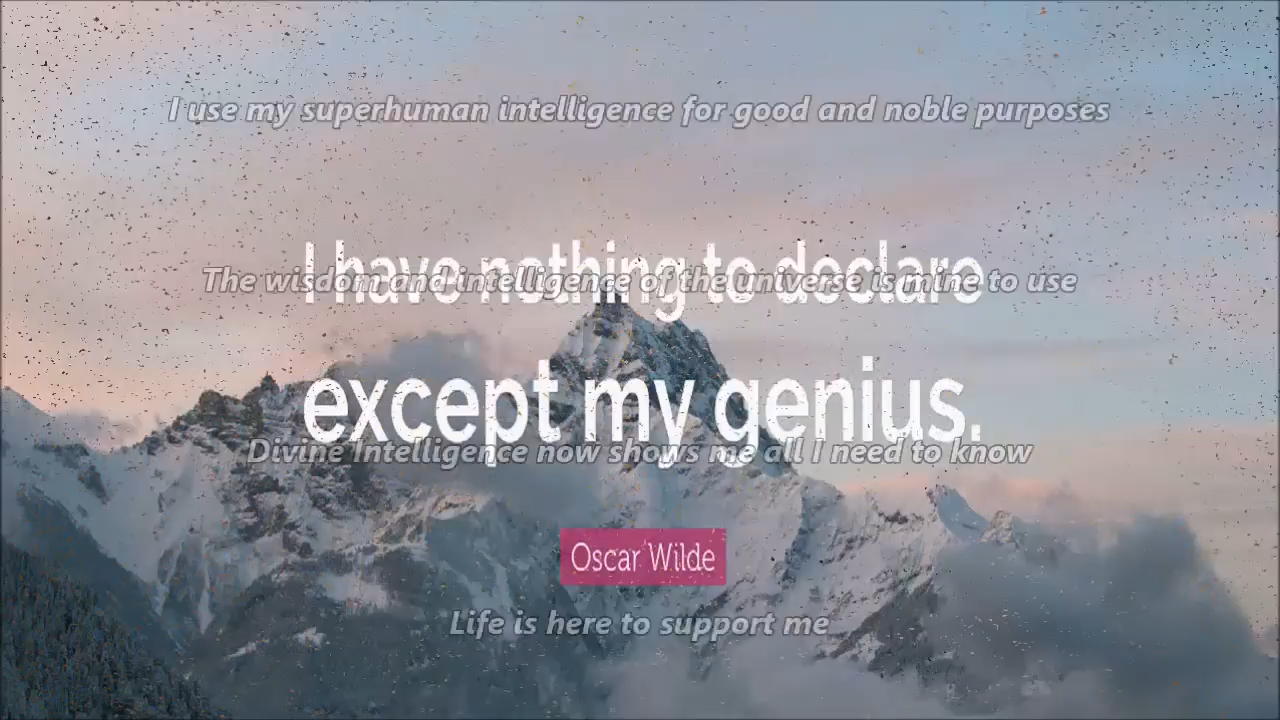 I use my superhuman intelligence for good and noble purposes
I have nothing to declare
The wisdom and intelligence of the universe is mine to use
except my genius.
Divine Intelligence now shows me all I need to know
Oscar Wilde
Life is here to support me